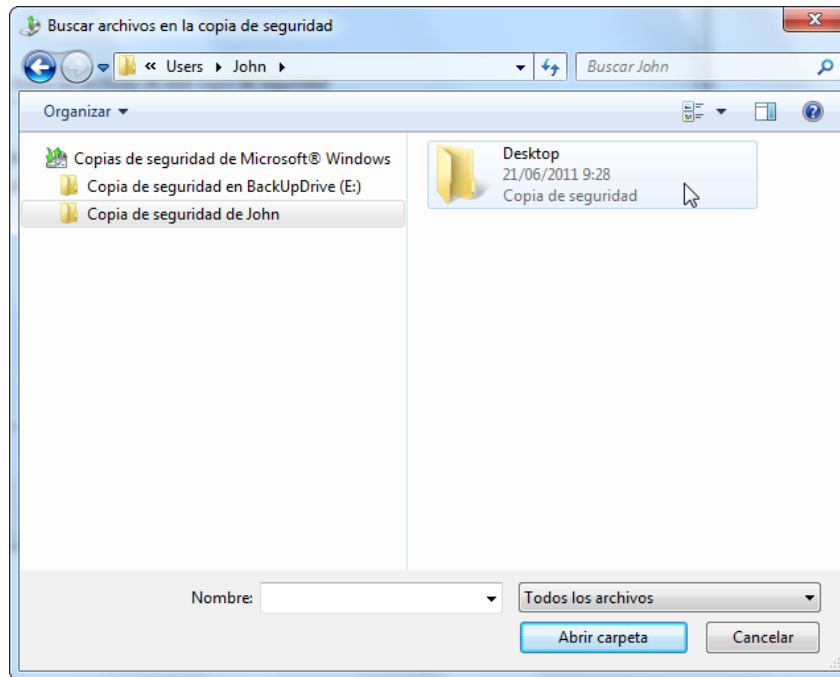 Buscar archivos en la copia de seguridad
« Users John
Buscar John
Organizar
Copias de seguridad de Microsoft® Windows
Copia de seguridad en BackUpDrive (E:)
Copia de seguridad de John
Desktop
21/06/2011 9:28
Copia de seguridad
Nombre:
Todos los archivos
Abrir carpeta
Cancelar